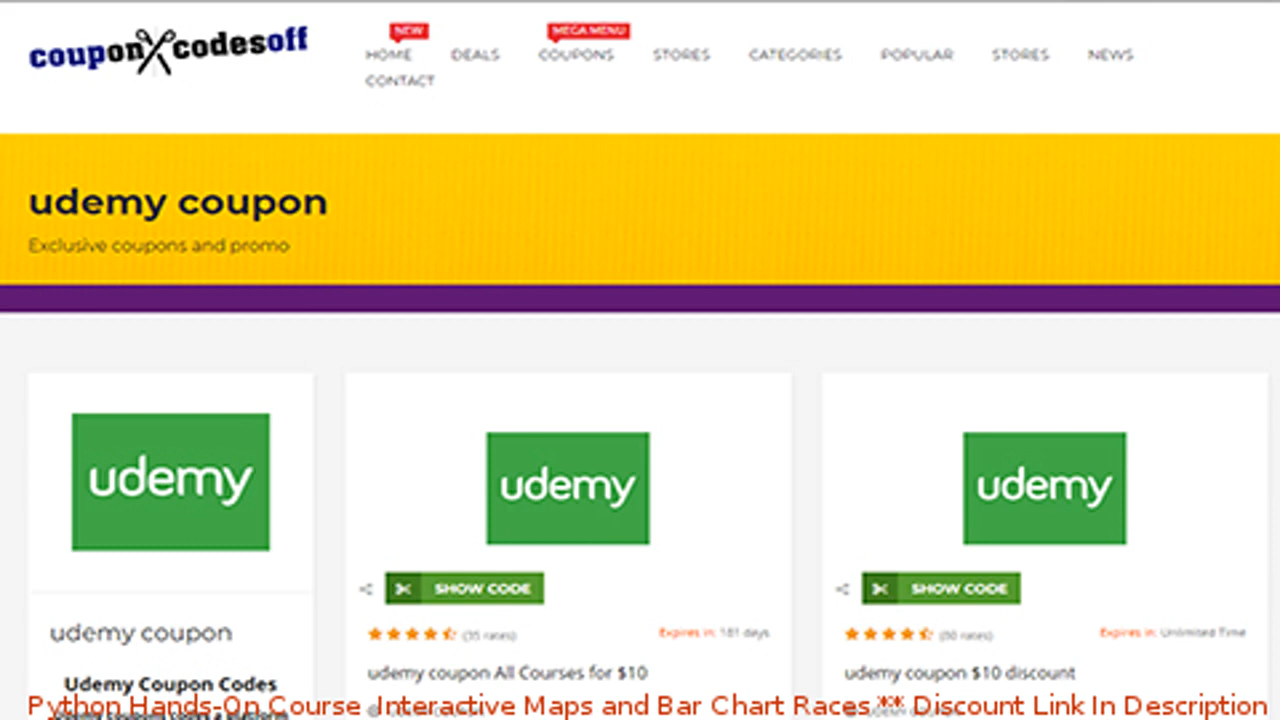 couponcodesoff
NEW
MEGA MENU
HOME DEALS COUPONS STORES CATEGORIES POPULAR STORES NEWS
CONTACT
udemy coupon
Exclusive coupons and promo
udemy
udemy
udemy
SHOW CODE
SHOW CODE
(35 rates)
Expires in: 181 days
Expires in: Unlimited Time
udemy coupon
udemy coupon All Courses for $10
udemy coupon $10 discount
Udemy Coupon Codes
Python Hands-On Course Interactive Maps and Bar Chart Races ** Discount Link In Description